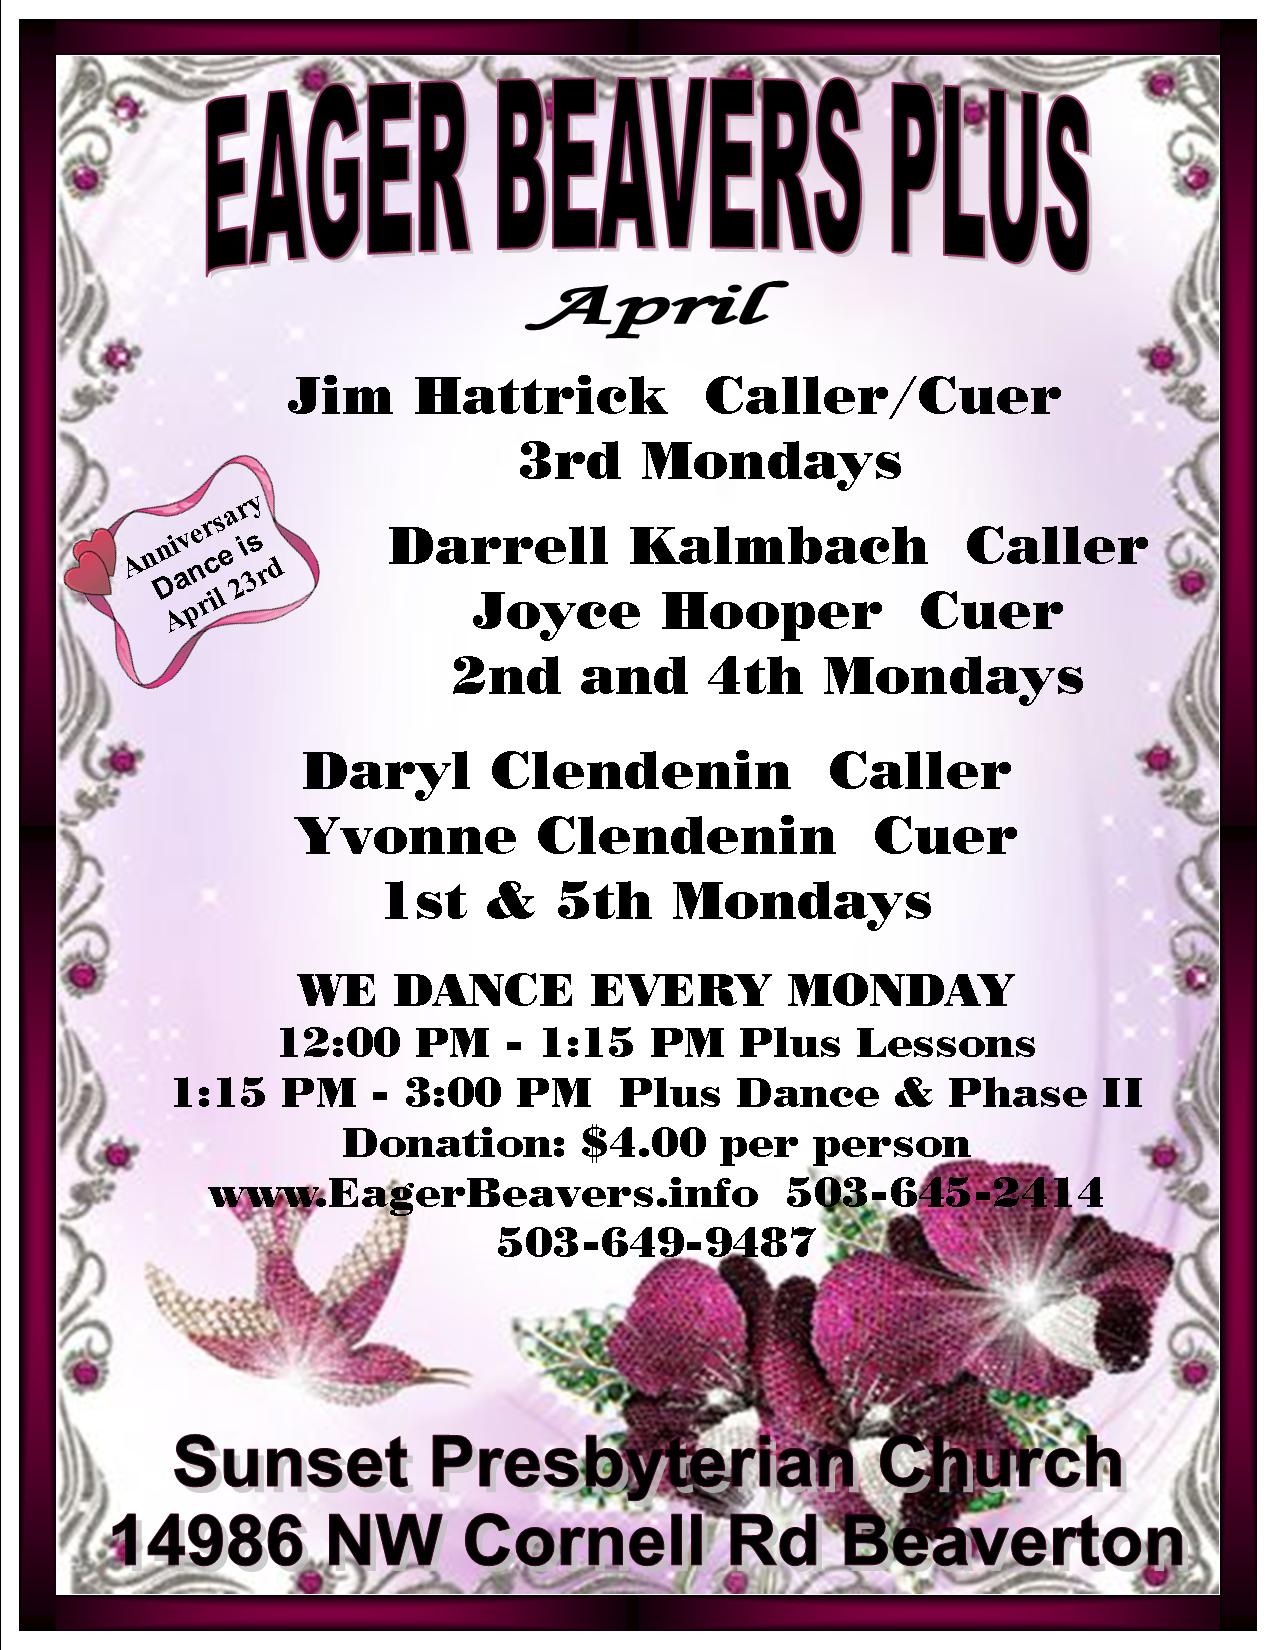 EAGER BEAVERS PLUS
April
Jim Hattrick  Caller/Cuer
3rd Mondays
Anniversary
Dance is
April 23rd
Darrell Kalmbach  Caller
Joyce Hooper  Cuer
2nd and 4th Mondays
Daryl Clendenin  Caller
Yvonne Clendenin  Cuer
1st & 5th Mondays
WE DANCE EVERY MONDAY
12:00 PM - 1:15 PM Plus Lessons
1:15 PM - 3:00 PM  Plus Dance & Phase II
Donation: $4.00 per person
www.EagerBeavers.info  503-645-2414
503-649-9487
Sunset Presbyterian Church
14986 NW Cornell Rd Beaverton